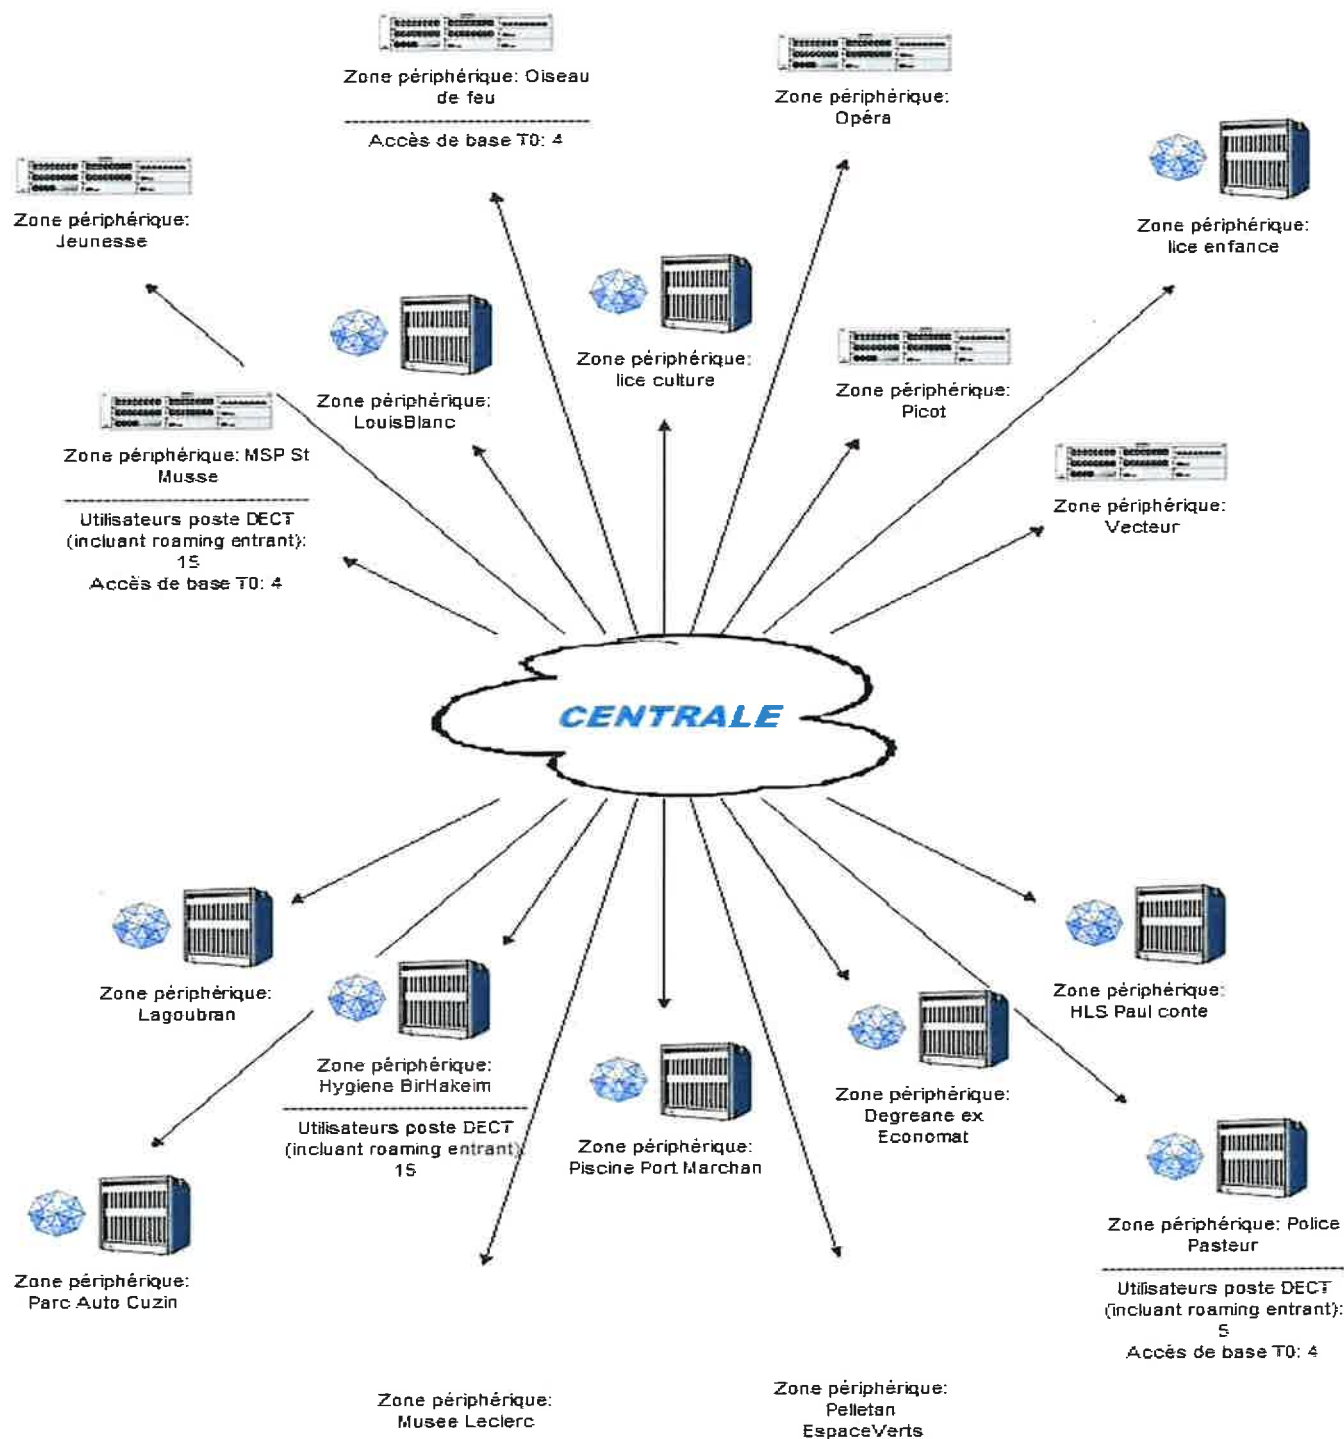 Zone périphérique: Oiseau
de feu
Accès de base T0: 4
Zone périphérique:
Opéra
Zone périphérique:
Jeunesse
Zone périphérique:
lice enfance
Zone périphérique:
LouisBlanc
Zone périphérique:
lice culture
Zone périphérique:
Picot
Zone périphérique: MSP St
Musse
Utilisateurs poste DECT
(incluant roaming entrant):
15
Accès de base T0: 4
Zone périphérique:
Vecteur
CENTRALE
Zone périphérique:
Lagoubran
Zone périphérique:
HLS Paul conte
Zone périphérique:
Hygiene BirHakeim
Utilisateurs poste DECT
(incluant roaming entrant)
15
Zone périphérique:
Piscine Port Marchan
Zone périphérique:
Degreane ex
Economat
Zone périphérique: Police
Pasteur
Utilisateurs poste DECT
(incluant roaming entrant):
5
Accès de base T0: 4
Zone périphérique:
Parc Auto Cuzin
Zone périphérique:
Musee Leclerc
Zone périphérique:
Pelletan
EspaceVerts